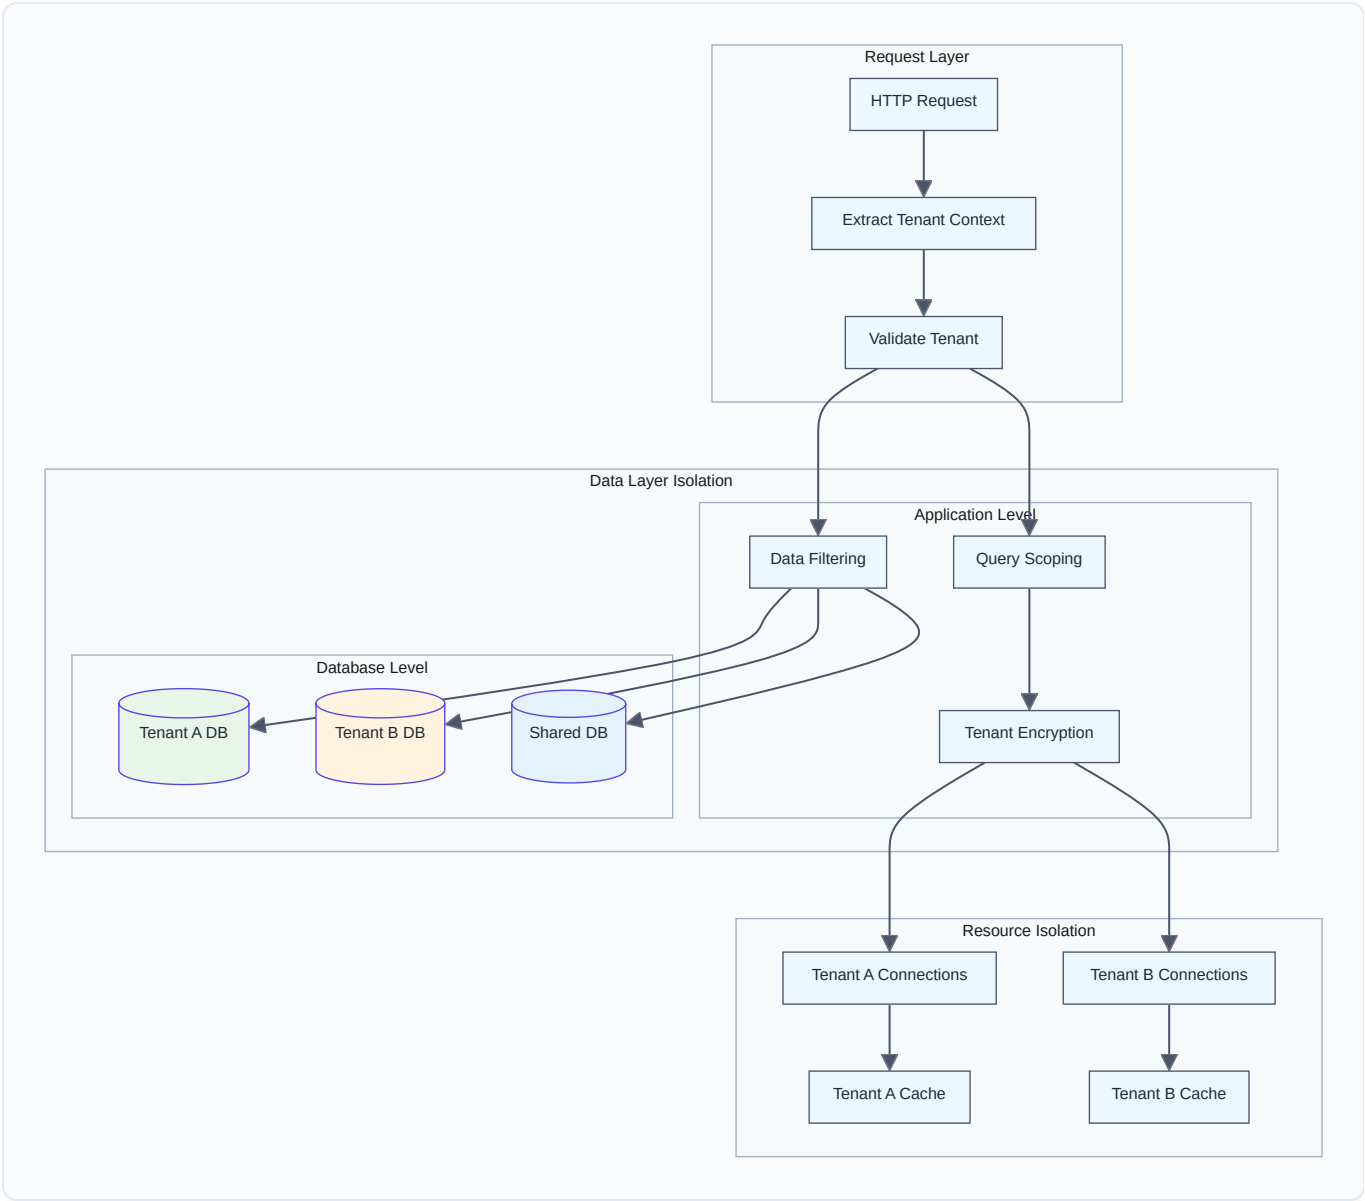 Request Layer
HTTP Request
Extract Tenant Context
Validate Tenant
Data Layer Isolation
Application Level
Data Filtering
Query Scoping
Database Level
Tenant A DB
Tenant B DB
Shared DB
Tenant Encryption
Resource Isolation
Tenant A Connections
Tenant B Connections
Tenant A Cache
Tenant B Cache